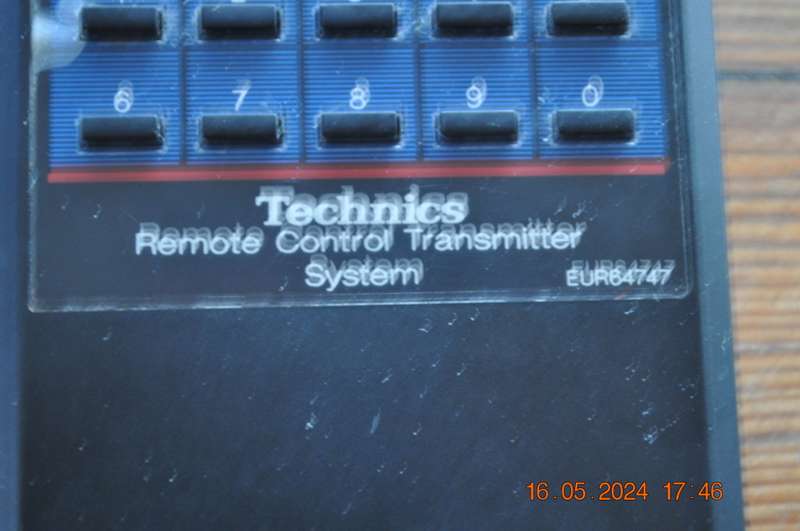 6 7 8 9 0
Technics
Remote Control Transmitter
System
EUR64747
16.05.2024 17:46